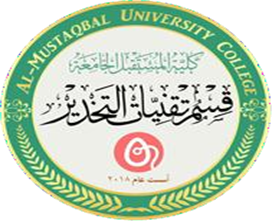 AL-MUSTAQBAL UNIVERSITY COLLEGE
كلية المستقبل الجامعة
قسم تقنيات التخدير
أسست عام ٢٠١٨